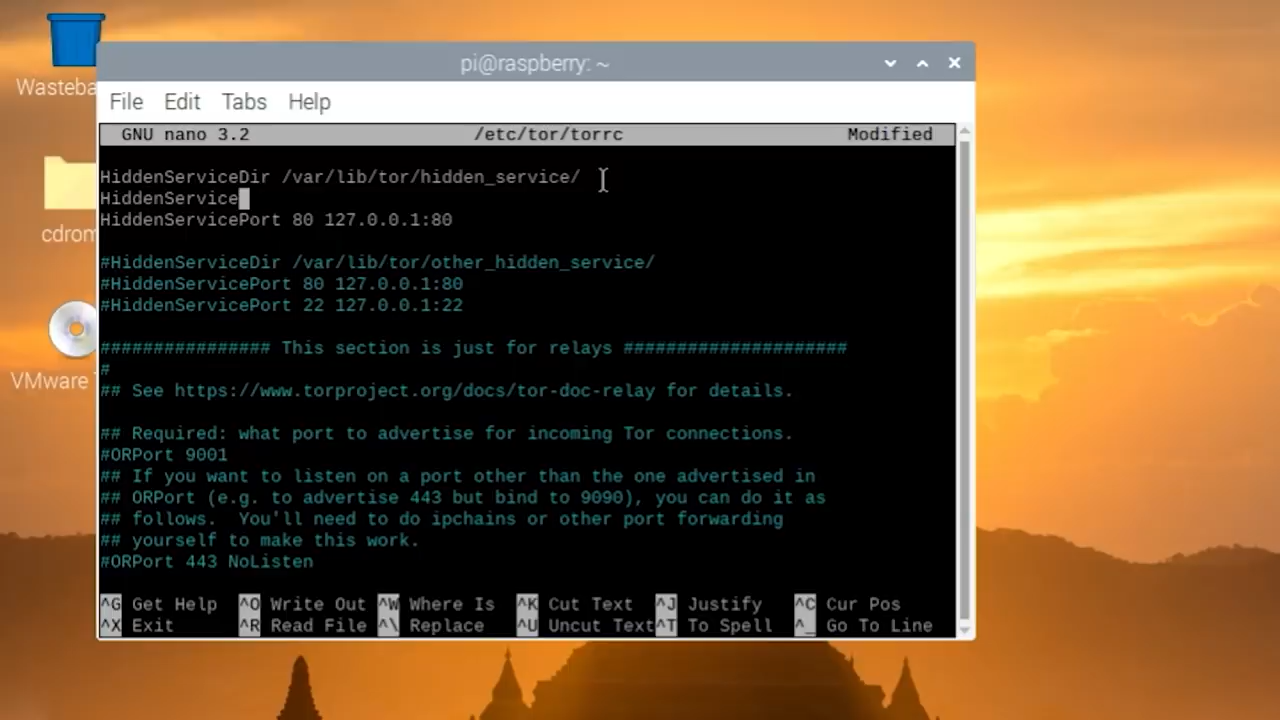 pi@raspberry: ~
Wasteba
File Edit Tabs Help
GNU nano 3.2 /etc/tor/torrc Modified
HiddenServiceDir /var/lib/tor/hidden_service/
HiddenService
HiddenServicePort 80 127.0.0.1:80
cdrom
#HiddenServiceDir /var/lib/tor/other_hidden_service/
#HiddenServicePort 80 127.0.0.1:80
#HiddenServicePort 22 127.0.0.1:22
################ This section is just for relays #####################
#
VMware
## See https://www.torproject.org/docs/tor-doc-relay for details.
## Required: what port to advertise for incoming Tor connections.
#ORPort 9001
## If you want to listen on a port other than the one advertised in
## ORPort (e.g. to advertise 443 but bind to 9090), you can do it as
## follows.  You'll need to do ipchains or other port forwarding
## yourself to make this work.
#ORPort 443 NoListen
^G Get Help ^O Write Out ^W Where Is ^K Cut Text ^J Justify ^C Cur Pos
^X Exit ^R Read File ^\ Replace ^U Uncut Text ^T To Spell ^_ Go To Line